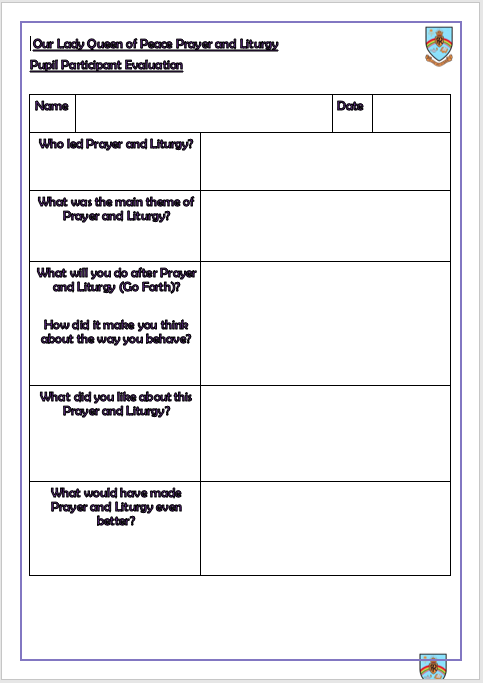 Our Lady Queen of Peace Prayer and Liturgy
Pupil Participant Evaluation
Name
Date
Who led Prayer and Liturgy?
What was the main theme of
Prayer and Liturgy?
What will you do after Prayer
and Liturgy (Go Forth)?
How did it make you think
about the way you behave?
What did you like about this
Prayer and Liturgy?
What would have made
Prayer and Liturgy even
better?